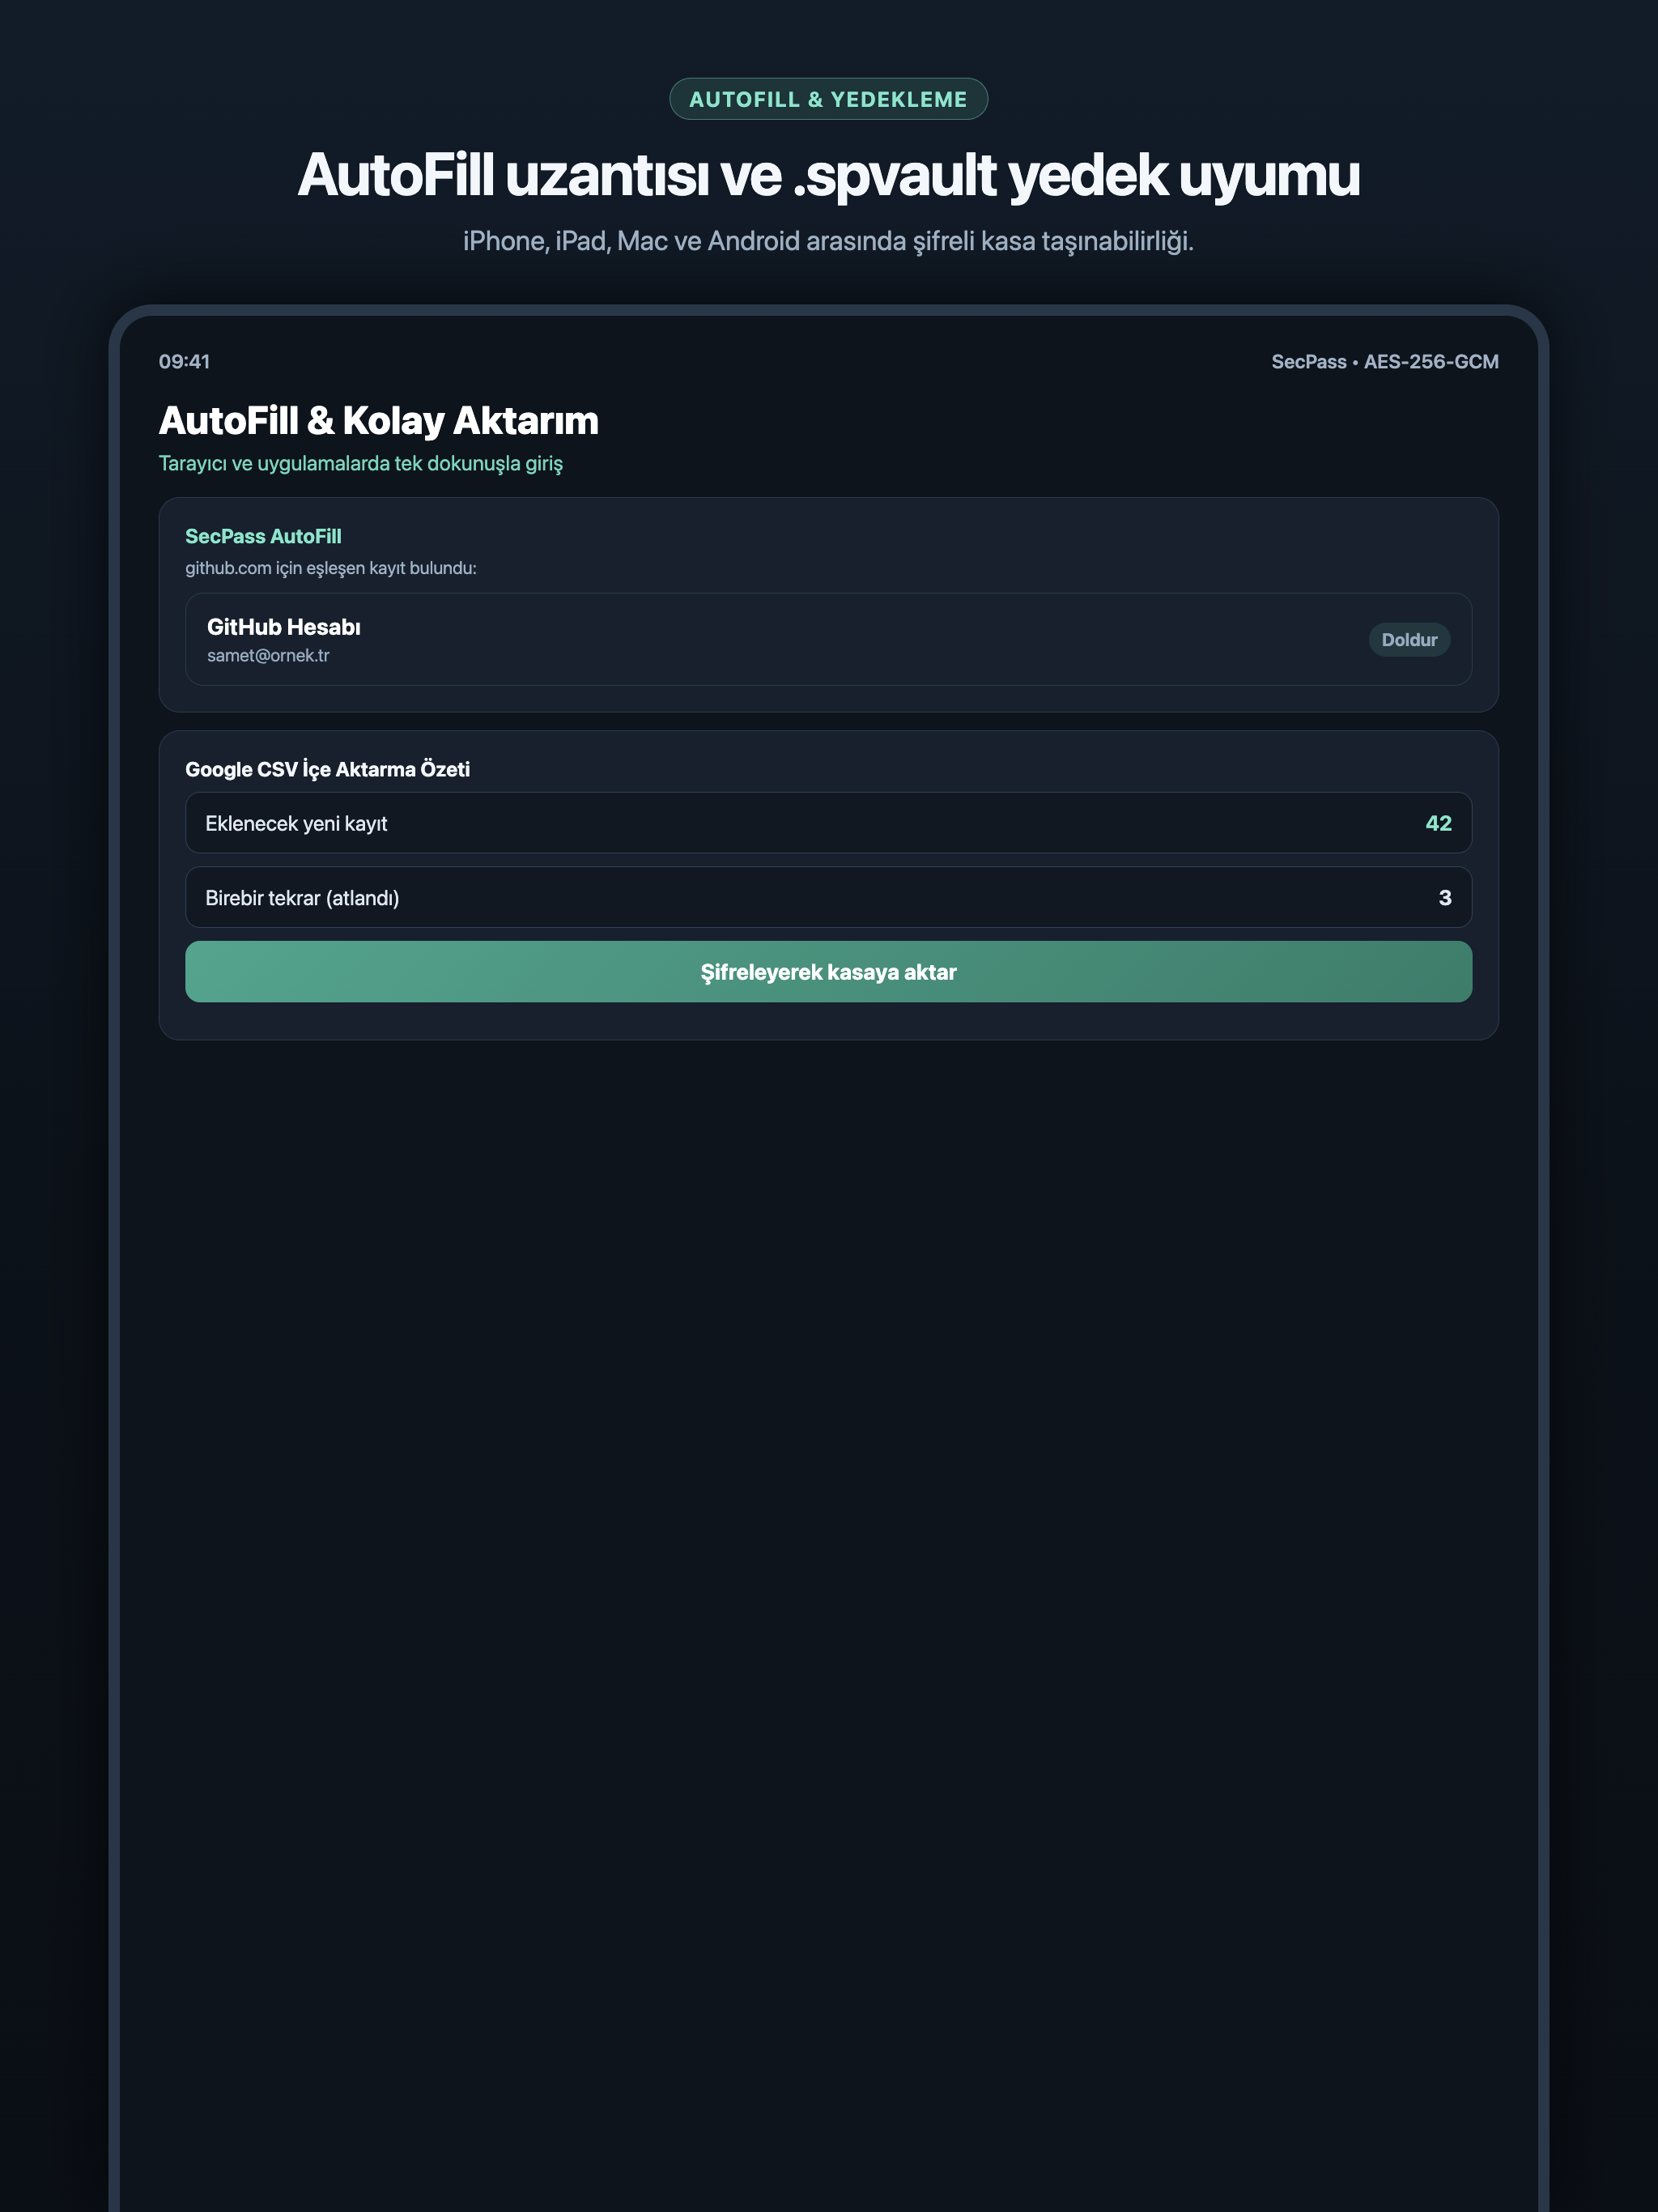 AUTOFILL & YEDEKLEME
AutoFill uzantısı ve .spvault yedek uyumu
iPhone, iPad, Mac ve Android arasında şifreli kasa taşınabilirliği.
09:41
SecPass • AES-256-GCM
AutoFill & Kolay Aktarım
Tarayıcı ve uygulamalarda tek dokunuşla giriş
SecPass AutoFill
github.com için eşleşen kayıt bulundu:
GitHub Hesabı
samet@ornek.tr
Doldur
Google CSV İçe Aktarma Özeti
Eklenecek yeni kayıt
42
Birebir tekrar (atlandı)
3
Şifreleyerek kasaya aktar